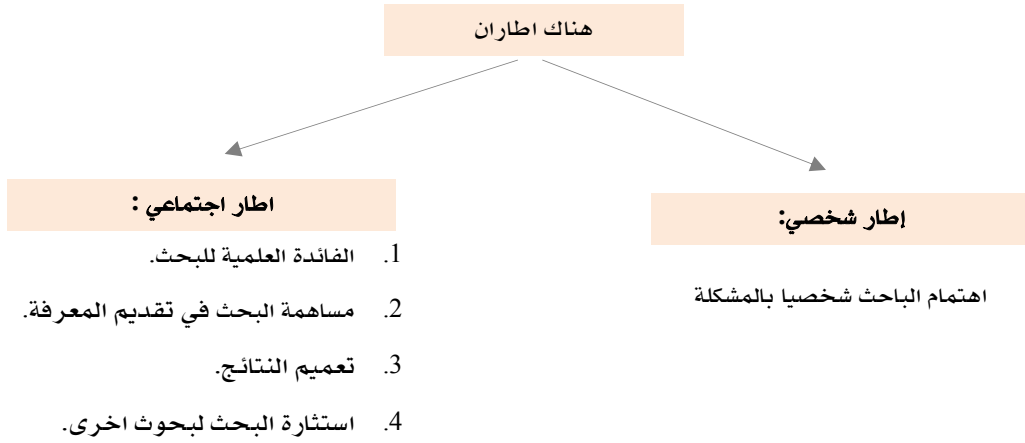 هناك اطاران
إطار شخصي:
اهتمام الباحث شخصيا بالمشكلة
اطار اجتماعي :
1. الفائدة العلمية للبحث.
2. مساهمة البحث في تقديم المعرفة.
3. تعميم النتائج.
4. استثارة البحث لبحوث اخرى.